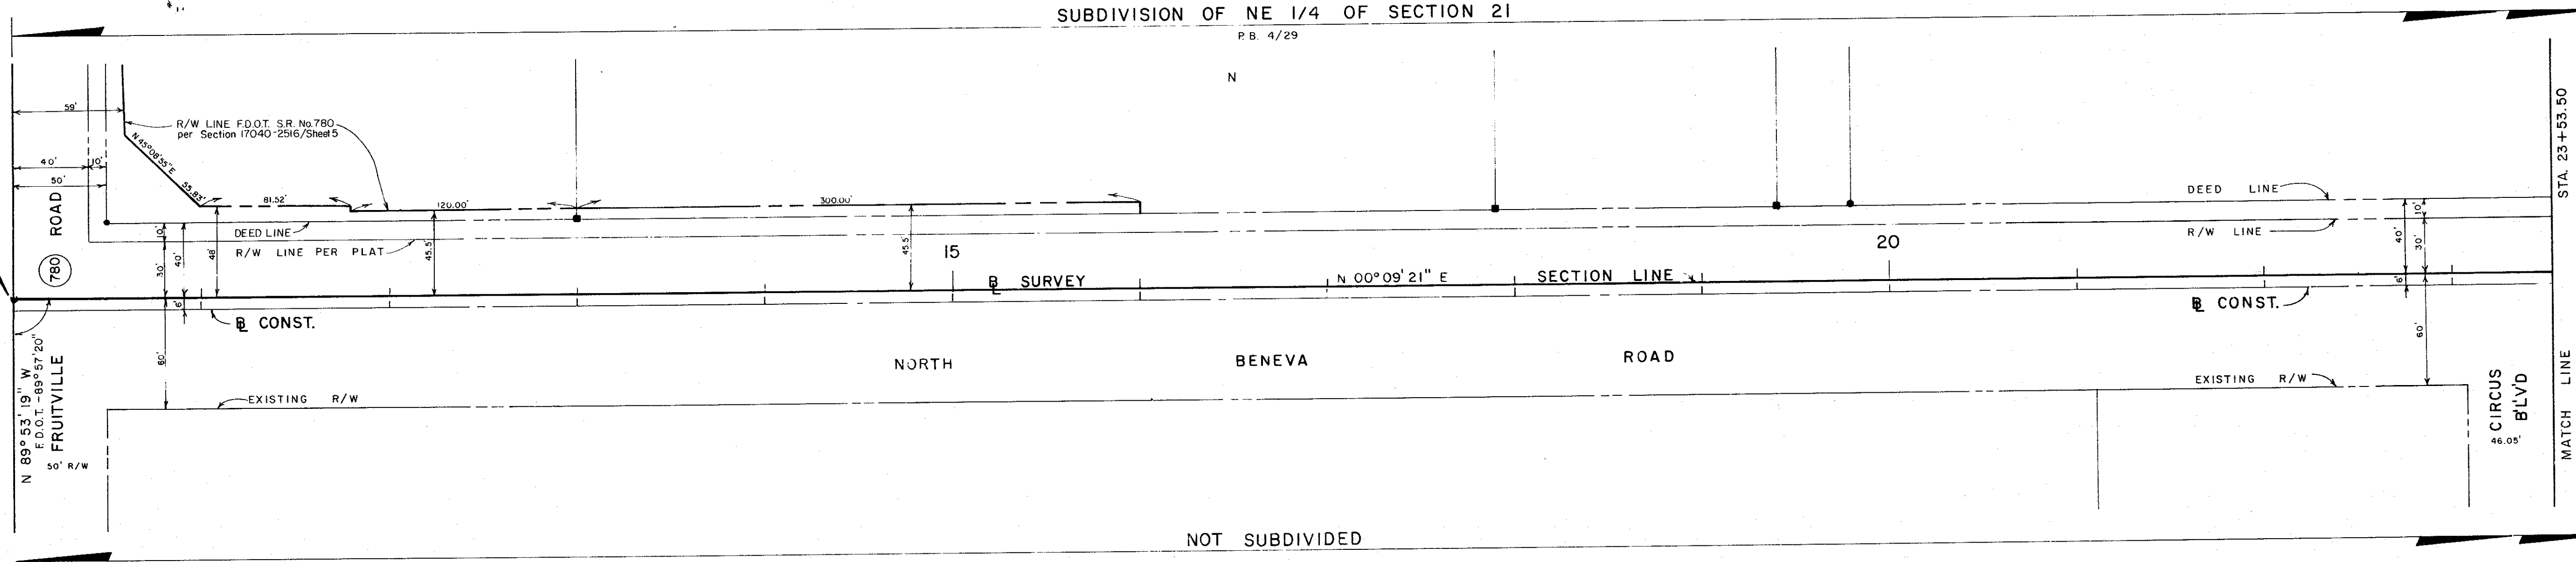 SUBDIVISION OF NE 1/4 OF SECTION 21
P.B. 4/29
N
59'
R/W LINE F.D.O.T. S.R. No.780
per Section 17040-2516/Sheet 5
N 45°08'55" E
55.83'
40'
10'
50'
81.52'
120.00'
300.00'
DEED LINE
R/W LINE PER PLAT
10'
30'
40'
48'
45.5'
45.5'
6'
60'
ROAD
780
FRUITVILLE
N 89°53'19" W
F.D.O.T. -89°57'20"
50' R/W
15
20
B SURVEY
N 00°09'21" E
SECTION LINE
B CONST.
B CONST.
NORTH BENEVA ROAD
EXISTING R/W
EXISTING R/W
DEED LINE
R/W LINE
10'
40'
30'
6'
60'
CIRCUS
B'LV'D
46.05'
STA. 23+53.50
MATCH LINE
NOT SUBDIVIDED